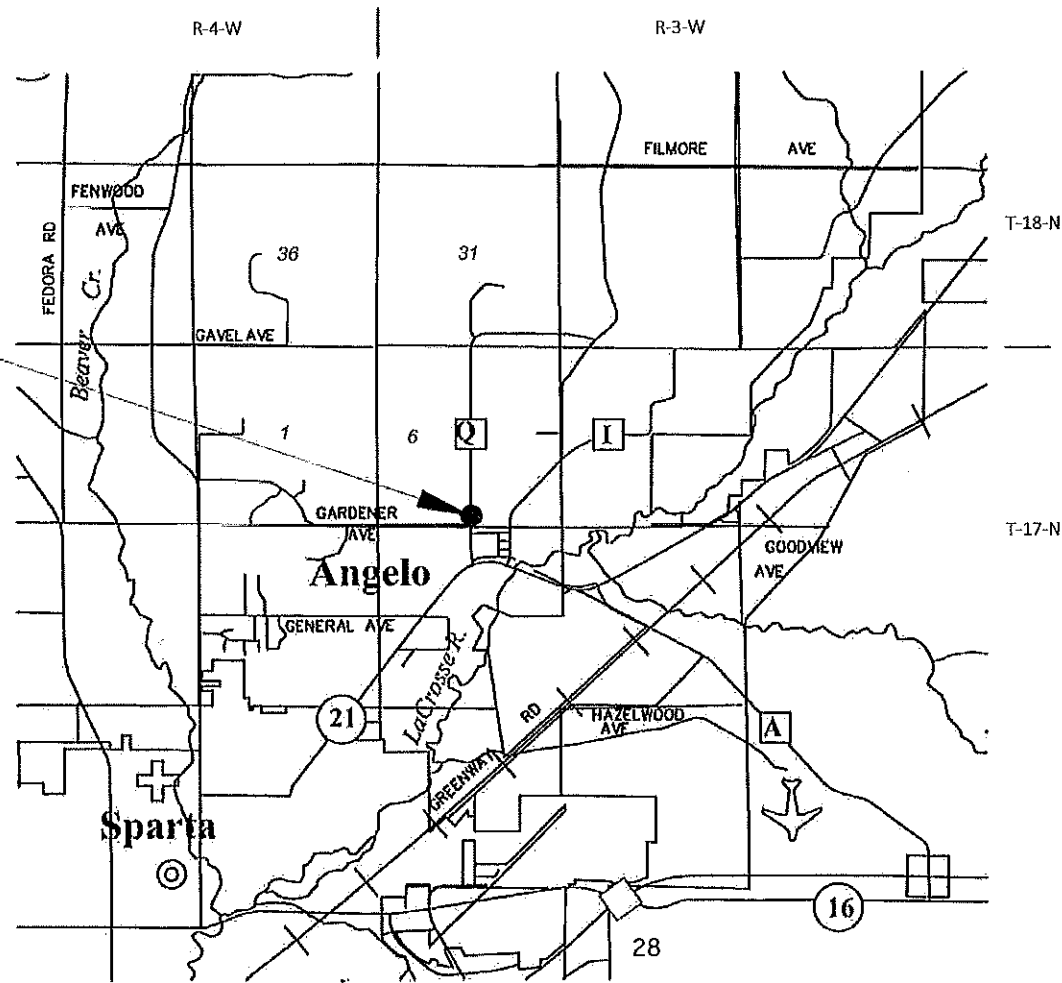 R-4-W
R-3-W
FILMORE AVE
FENWOOD
AVE
T-18-N
FEDORA RD
Beaver Cr.
36
31
GAVEL AVE
1
6
Q
I
GARDENER
AVE
T-17-N
GOODVIEW
AVE
Angelo
GENERAL AVE
LaCrosse R.
21
HAZELWOOD
AVE
A
GREENWAY RD
Sparta
16
28